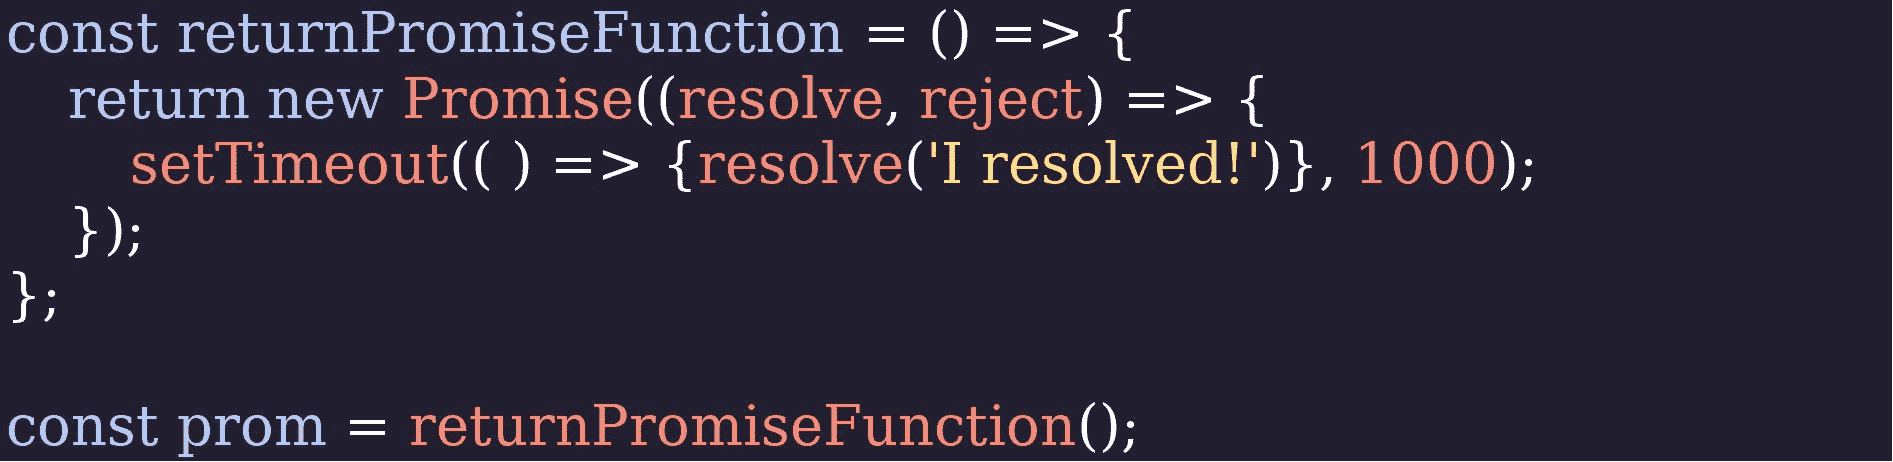 const returnPromiseFunction = () => {
return new Promise((resolve, reject) => {
setTimeout(( ) => {resolve('I resolved!')}, 1000);
});
};
const prom = returnPromiseFunction();